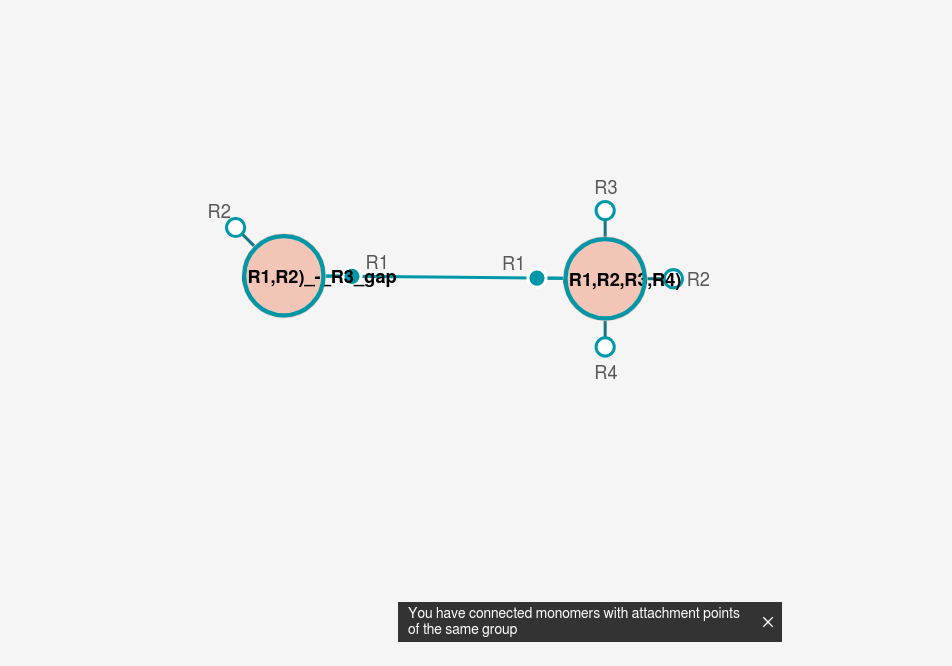 R3
R2
R1
R1
R1,R2)_-_R3_gap
R1,R2,R3,R4)
R2
R4
You have connected monomers with attachment points
of the same group